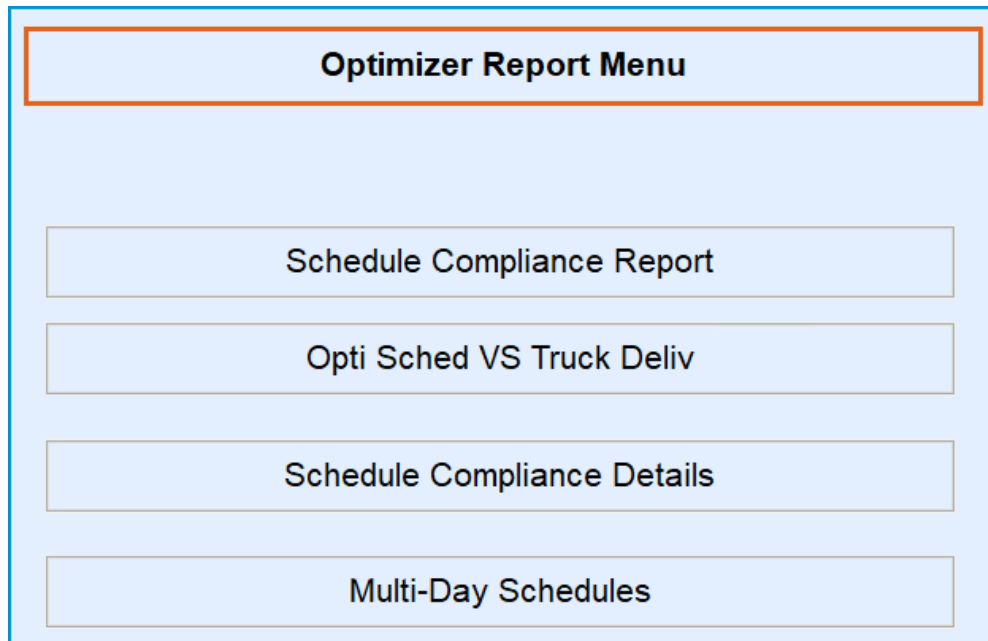 Optimizer Report Menu
Schedule Compliance Report
Opti Sched VS Truck Deliv
Schedule Compliance Details
Multi-Day Schedules